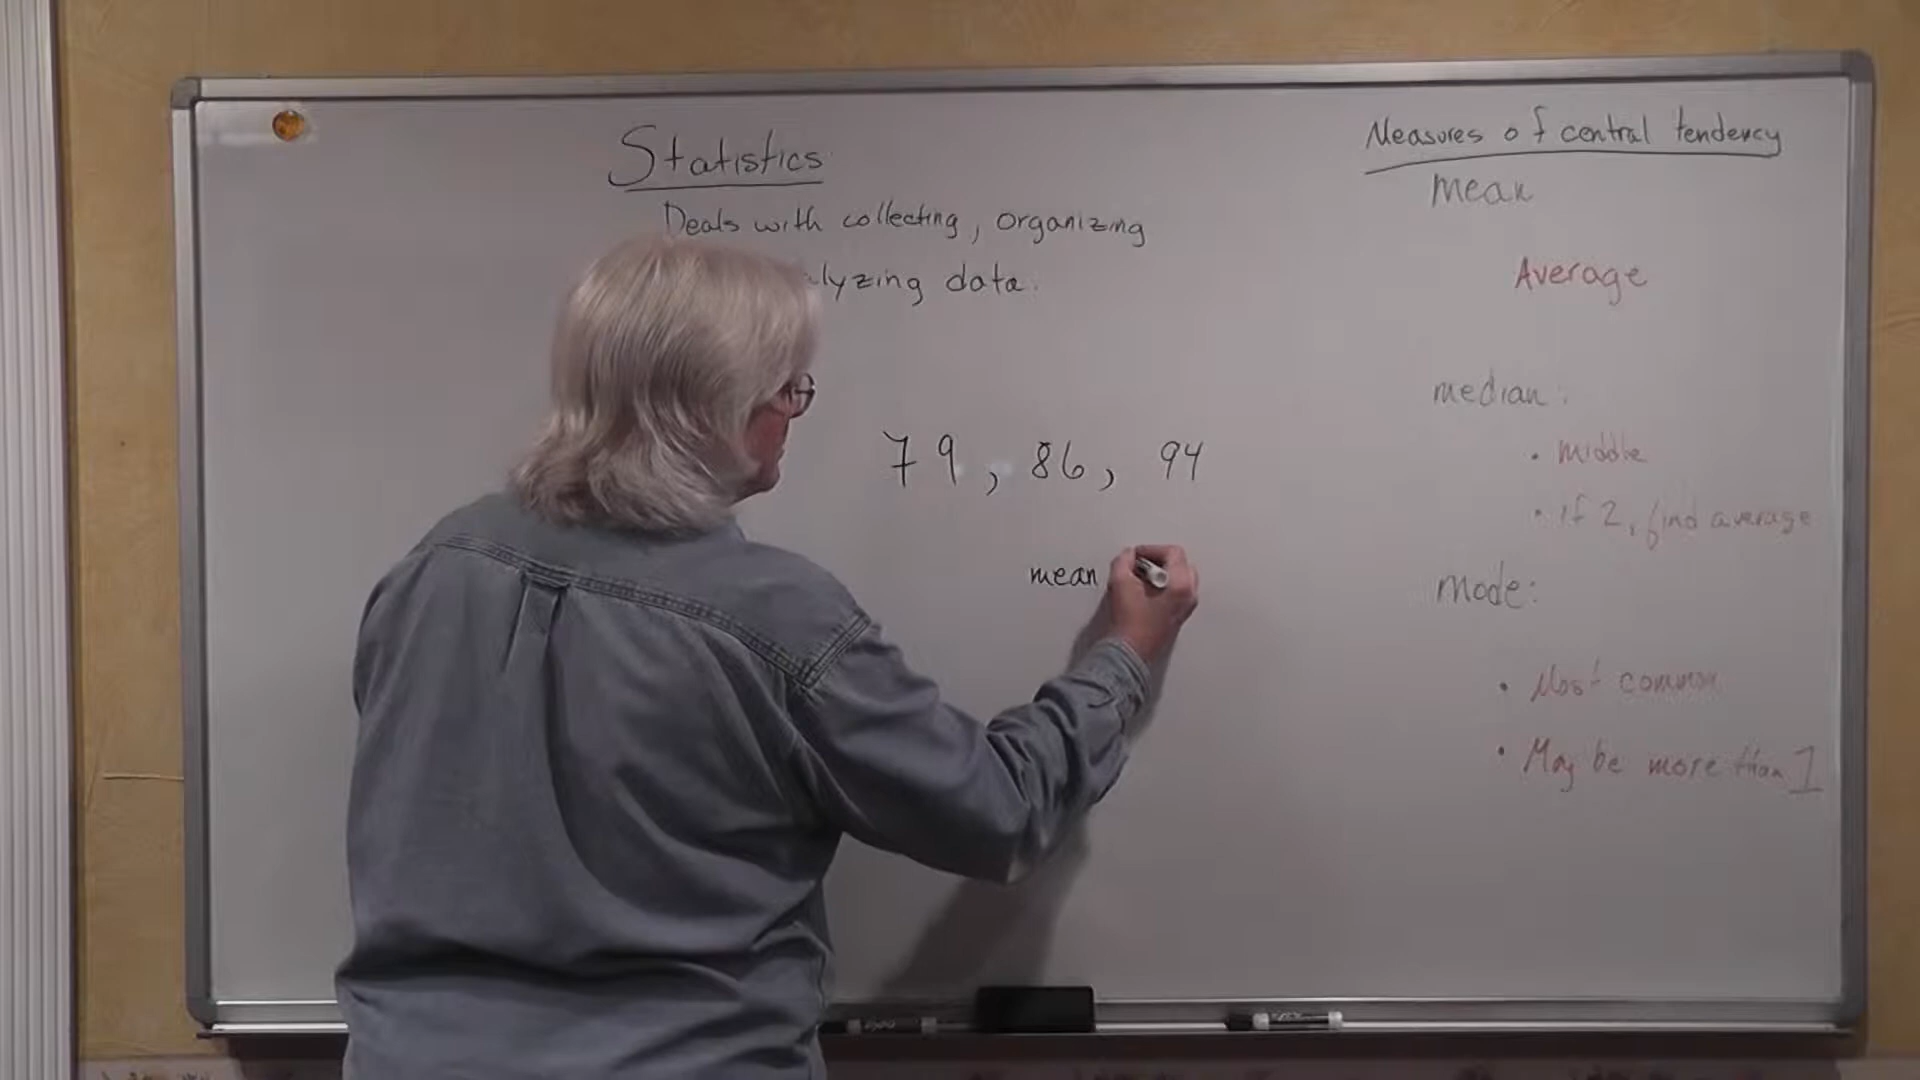 Statistics
Deals with collecting, organizing
alyzing data.
79, 86, 94
mean
Measures of central tendency
mean
Average
median:
• middle
• if 2, find average
mode:
• Most common
• May be more than 1